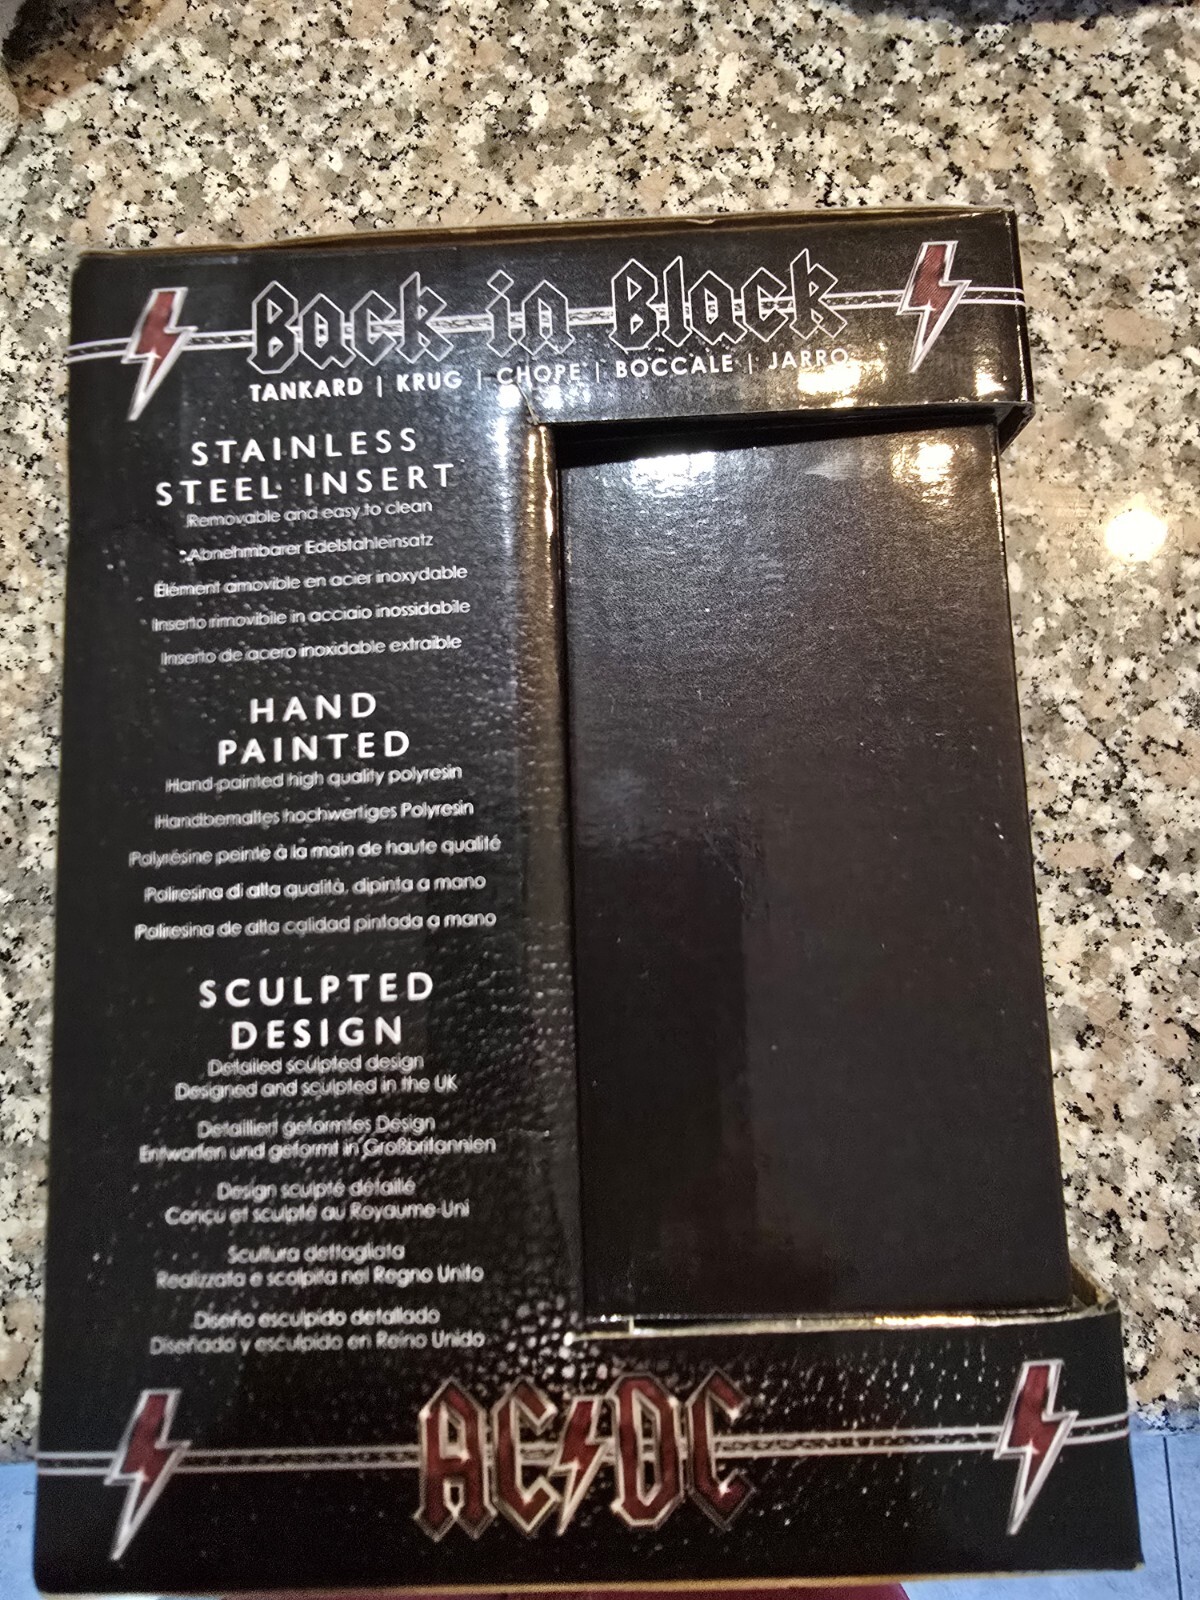 Back in Black
TANKARD | KRUG | CHOPE | BOCCALE | JARRO
STAINLESS
STEEL INSERT
Removable and easy to clean
Abnehmbarer Edelstahleinsatz
Élément amovible en acier inoxydable
Inserto rimovibile in acciaio inossidabile
Inserto de acero inoxidable extraíble
HAND
PAINTED
Hand-painted high quality polyresin
Handbemaltes hochwertiges Polyresin
Polyrésine peinte à la main de haute qualité
Poliresina di alta qualità, dipinta a mano
Poliresina de alta calidad pintada a mano
SCULPTED
DESIGN
Detailed sculpted design
Designed and sculpted in the UK
Detailliert geformtes Design
Entworfen und geformt in Großbritannien
Design sculpté détaillé
Conçu et sculpté au Royaume-Uni
Scultura dettagliata
Realizzata e scolpita nel Regno Unito
Diseño esculpido detallado
Diseñado y esculpido en Reino Unido
AC⚡DC